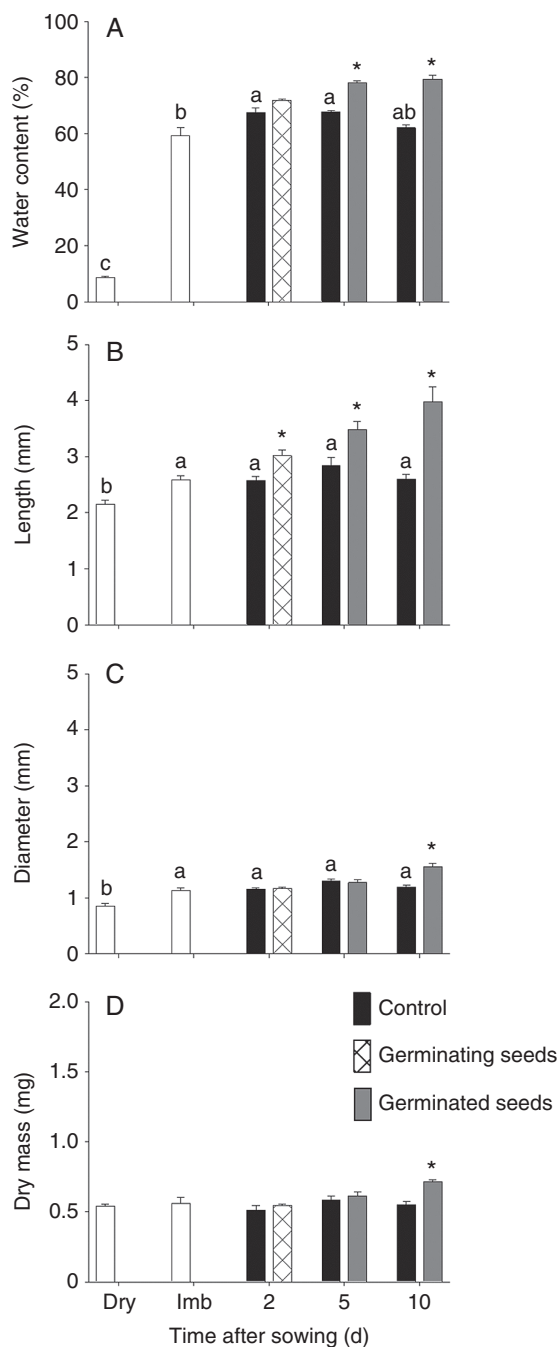 A
Water content (%)
100
80
60
40
20
0
c
b
a
a
*
ab
*
B
Length (mm)
5
4
3
2
1
0
b
a
a
*
a
*
a
*
C
Diameter (mm)
5
4
3
2
1
0
b
a
a
a
a
*
D
Dry mass (mg)
2.0
1.5
1.0
0.5
0
Control
Germinating seeds
Germinated seeds
*
Dry Imb 2 5 10
Time after sowing (d)